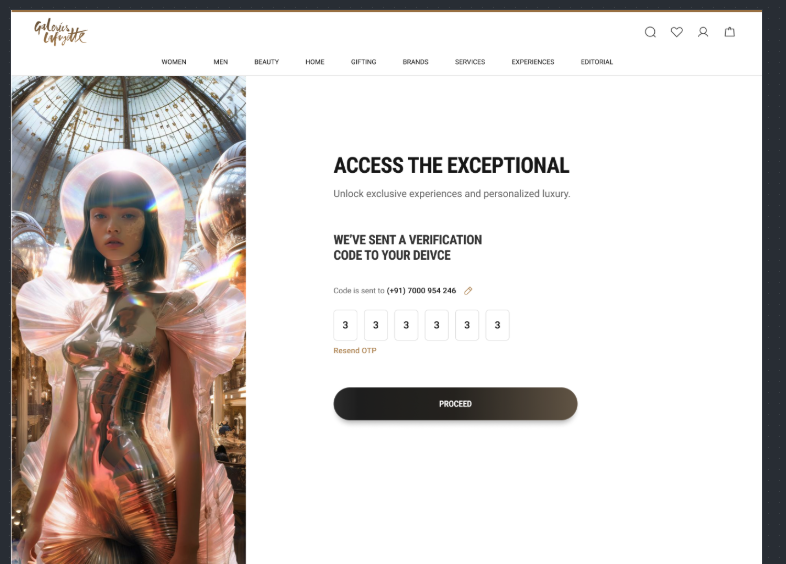 Galeries
Lafayette
WOMEN MEN BEAUTY HOME GIFTING BRANDS SERVICES EXPERIENCES EDITORIAL
ACCESS THE EXCEPTIONAL
Unlock exclusive experiences and personalized luxury.
WE'VE SENT A VERIFICATION
CODE TO YOUR DEIVCE
Code is sent to (+91) 7000 954 246
3 3 3 3 3 3
Resend OTP
PROCEED